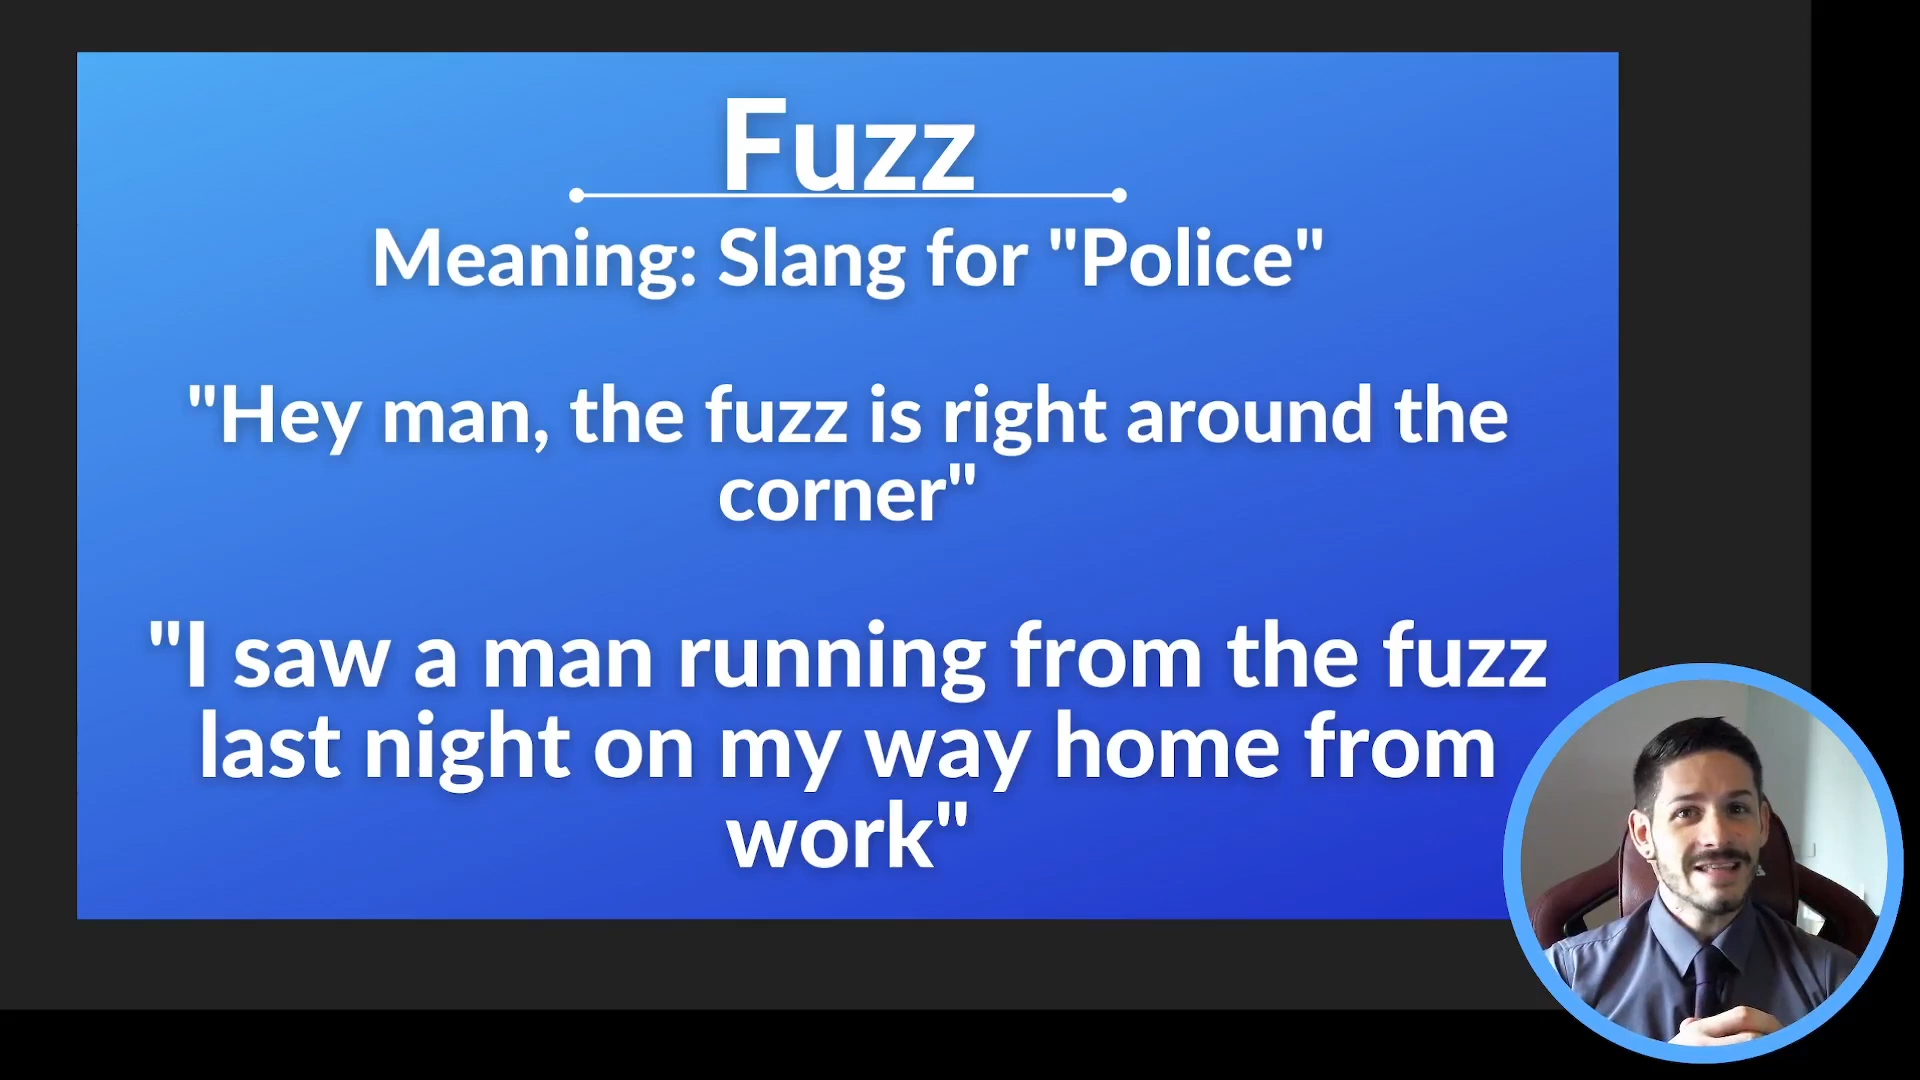 Fuzz
Meaning: Slang for "Police"
"Hey man, the fuzz is right around the
corner"
"I saw a man running from the fuzz
last night on my way home from
work"